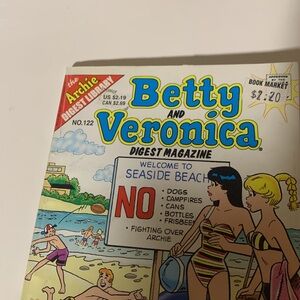 the Archie
DIGEST LIBRARY
US $2.19
CAN $2.69
NO. 122
Betty
AND
Veronica
DIGEST MAGAZINE
BOOK MARKET
$2.20
WELCOME TO
SEASIDE BEACH
NO
• DOGS
• CAMPFIRES
• CANS
• BOTTLES
• FRISBEE
• FIGHTING OVER
ARCHIE